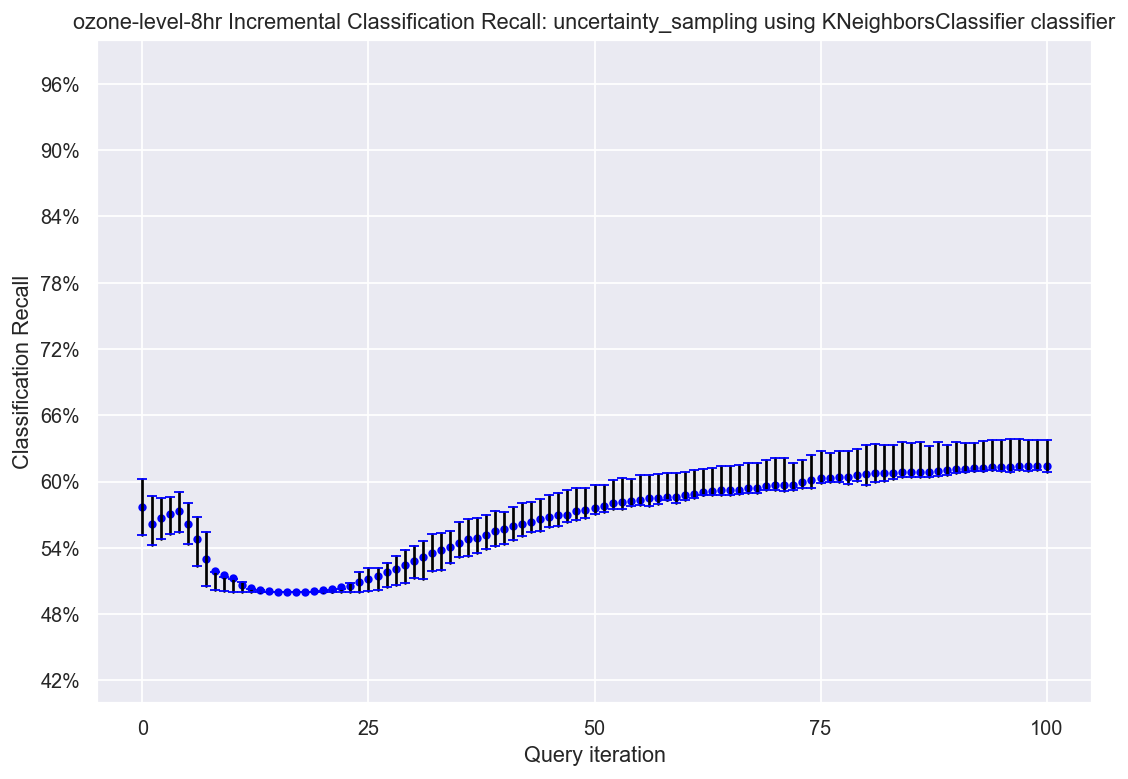 ozone-level-8hr Incremental Classification Recall: uncertainty_sampling using KNeighborsClassifier classifier
96%
90%
84%
78%
72%
66%
60%
54%
48%
42%
Classification Recall
0 25 50 75 100
Query iteration